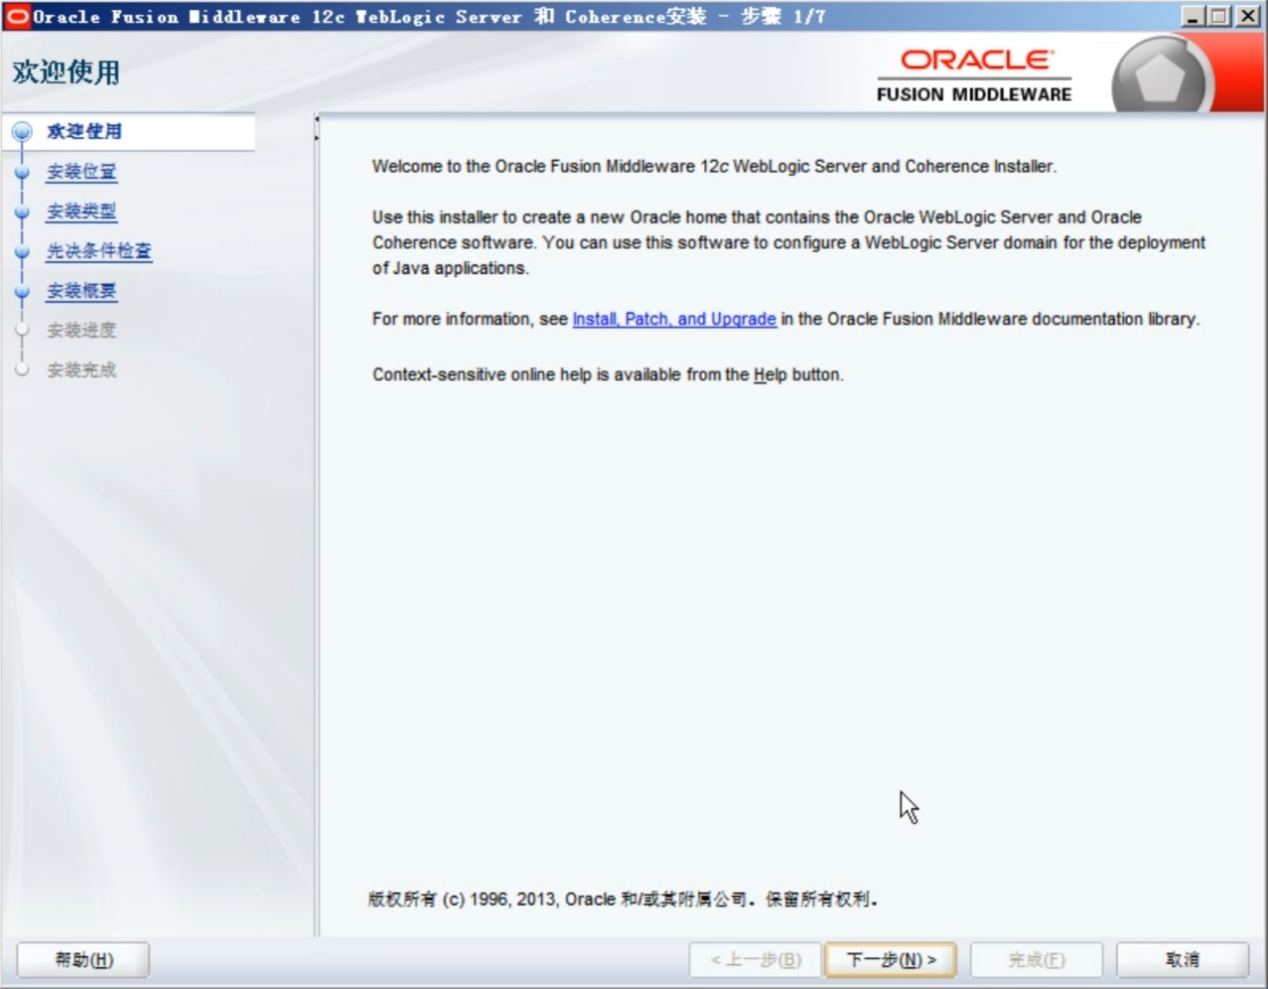 Oracle Fusion Middleware 12c WebLogic Server 和 Coherence安装 - 步骤 1/7
欢迎使用
ORACLE
FUSION MIDDLEWARE
欢迎使用
安装位置
安装类型
先决条件检查
安装概要
安装进度
安装完成
Welcome to the Oracle Fusion Middleware 12c WebLogic Server and Coherence Installer.
Use this installer to create a new Oracle home that contains the Oracle WebLogic Server and Oracle
Coherence software. You can use this software to configure a WebLogic Server domain for the deployment
of Java applications.
For more information, see Install, Patch, and Upgrade in the Oracle Fusion Middleware documentation library.
Context-sensitive online help is available from the Help button.
版权所有 (c) 1996, 2013, Oracle 和/或其附属公司。保留所有权利。
帮助(H)
< 上一步(B)
下一步(N) >
完成(F)
取消